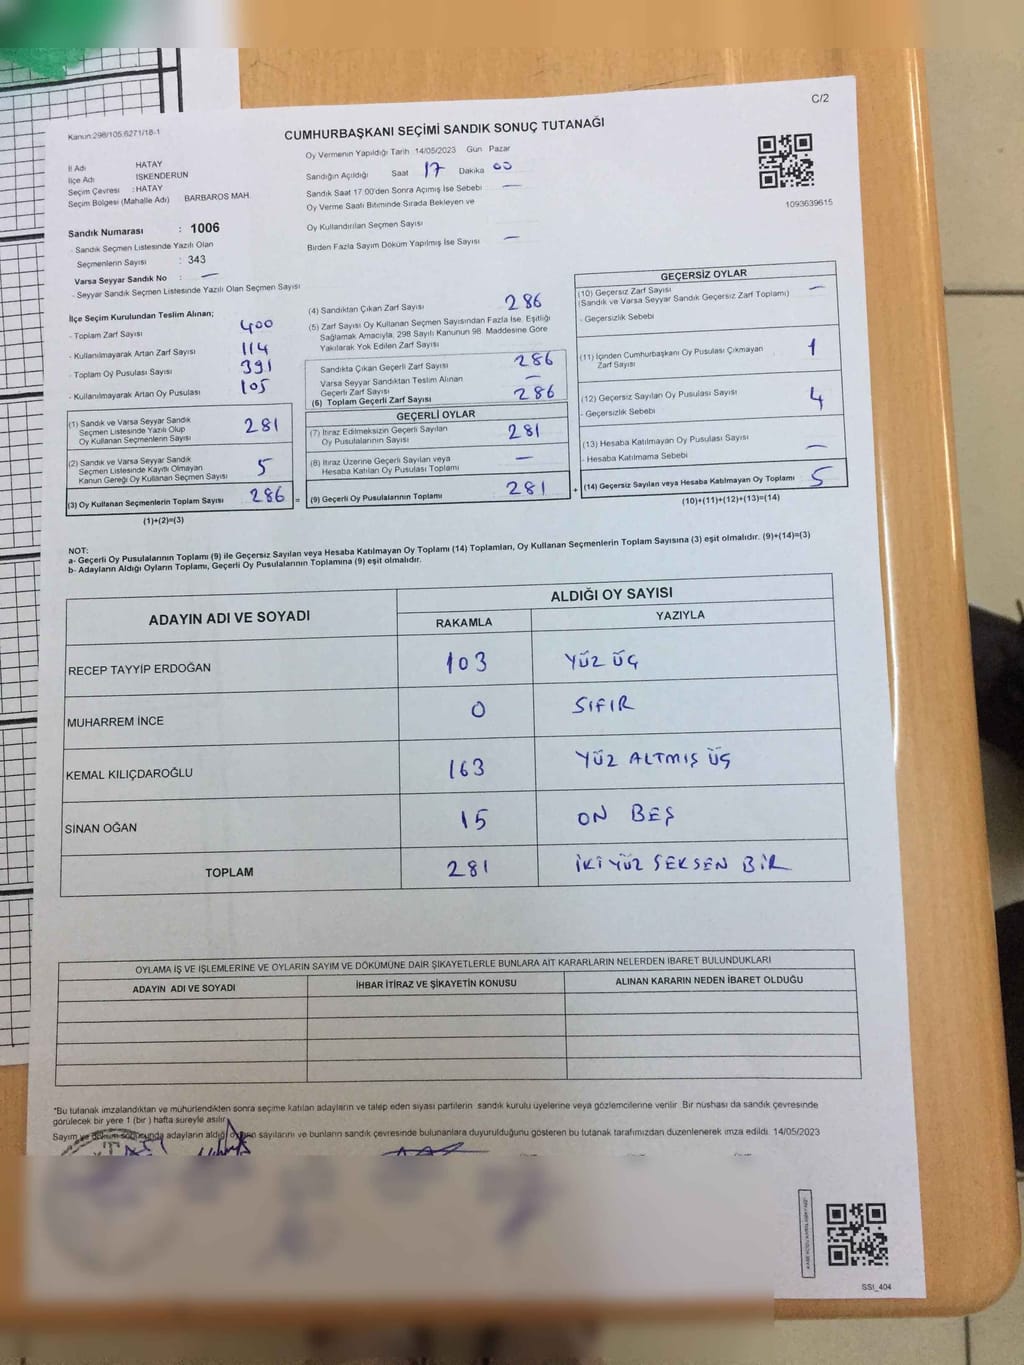 C/2
Kanun:298/105.6271/18-1
CUMHURBAŞKANI SEÇİMİ SANDIK SONUÇ TUTANAĞI
İl Adı HATAY
İlçe Adı İSKENDERUN
Seçim Çevresi : HATAY
Seçim Bölgesi (Mahalle Adı) BARBAROS MAH.
Sandık Numarası : 1006
- Sandık Seçmen Listesinde Yazılı Olan
Seçmenlerin Sayısı : 343
Varsa Seyyar Sandık No : —
- Seyyar Sandık Seçmen Listesinde Yazılı Olan Seçmen Sayısı
Oy Vermenin Yapıldığı Tarih 14/05/2023 Gün Pazar
Sandığın Açıldığı Saat 17 Dakika 03
Sandık Saat 17.00'den Sonra Açımış İse Sebebi —
Oy Verme Saati Bitiminde Sırada Bekleyen ve
Oy Kullandırılan Seçmen Sayısı
Birden Fazla Sayım Döküm Yapılmış İse Sayısı —
1093639615
İlçe Seçim Kurulundan Teslim Alınan;
- Toplam Zarf Sayısı 400
- Kullanılmayarak Artan Zarf Sayısı 114
- Toplam Oy Pusulası Sayısı 391
- Kullanılmayarak Artan Oy Pusulası 105
(1) Sandık ve Varsa Seyyar Sandık
Seçmen Listesinde Yazılı Olup
Oy Kullanan Seçmenlerin Sayısı 281
(2) Sandık ve Varsa Seyyar Sandık
Seçmen Listesinde Kayıtlı Olmayan
Kanun Gereği Oy Kullanan Seçmen Sayısı 5
(3) Oy Kullanan Seçmenlerin Toplam Sayısı 286 =
(1)+(2)=(3)
(4) Sandıktan Çıkan Zarf Sayısı 286
(5) Zarf Sayısı Oy Kullanan Seçmen Sayısından Fazla İse, Eşitliği
Sağlamak Amacıyla, 298 Sayılı Kanunun 98. Maddesine Göre
Yakılarak Yok Edilen Zarf Sayısı
Sandıkta Çıkan Geçerli Zarf Sayısı 286
Varsa Seyyar Sandıktan Teslim Alınan
Geçerli Zarf Sayısı —
(6) Toplam Geçerli Zarf Sayısı 286
GEÇERLİ OYLAR
(7) İtiraz Edilmeksizin Geçerli Sayılan
Oy Pusulalarının Sayısı 281
(8) İtiraz Üzerine Geçerli Sayılan veya
Hesaba Katılan Oy Pusulası Toplamı —
(9) Geçerli Oy Pusulalarının Toplamı 281 +
GEÇERSİZ OYLAR
(10) Geçersiz Zarf Sayısı —
(Sandık ve Varsa Seyyar Sandık Geçersiz Zarf Toplamı)
- Geçersizlik Sebebi
(11) İçinden Cumhurbaşkanı Oy Pusulası Çıkmayan
Zarf Sayısı 1
(12) Geçersiz Sayılan Oy Pusulası Sayısı 4
- Geçersizlik Sebebi
(13) Hesaba Katılmayan Oy Pusulası Sayısı —
- Hesaba Katılmama Sebebi
(14) Geçersiz Sayılan veya Hesaba Katılmayan Oy Toplamı 5
(10)+(11)+(12)+(13)=(14)
NOT:
a- Geçerli Oy Pusulalarının Toplamı (9) ile Geçersiz Sayılan veya Hesaba Katılmayan Oy Toplamı (14) Toplamları, Oy Kullanan Seçmenlerin Toplam Sayısına (3) eşit olmalıdır. (9)+(14)=(3)
b- Adayların Aldığı Oyların Toplamı, Geçerli Oy Pusulalarının Toplamına (9) eşit olmalıdır.
ADAYIN ADI VE SOYADI ALDIĞI OY SAYISI
RAKAMLA YAZIYLA
RECEP TAYYİP ERDOĞAN 103 YÜZ ÜÇ
MUHARREM İNCE 0 SIFIR
KEMAL KILIÇDAROĞLU 163 YÜZ ALTMIŞ ÜÇ
SİNAN OĞAN 15 ON BEŞ
TOPLAM 281 İKİ YÜZ SEKSEN BİR
OYLAMA İŞ VE İŞLEMLERİNE VE OYLARIN SAYIM VE DÖKÜMÜNE DAİR ŞİKAYETLERLE BUNLARA AİT KARARLARIN NELERDEN İBARET BULUNDUKLARI
ADAYIN ADI VE SOYADI İHBAR İTİRAZ VE ŞİKAYETİN KONUSU ALINAN KARARIN NEDEN İBARET OLDUĞU
*Bu tutanak imzalandıktan ve mühürlendikten sonra seçime katılan adayların ve talep eden siyasi partilerin sandık kurulu üyelerine veya gözlemcilerine verilir. Bir nüshası da sandık çevresinde
görülecek bir yere 1 (bir) hafta süreyle asılır.
Sayım ve döküm sonucunda adayların aldığı oyların sayılarını ve bunların sandık çevresinde bulunanlara duyurulduğunu gösteren bu tutanak tarafımızdan düzenlenerek imza edildi. 14/05/2023
SSI_404